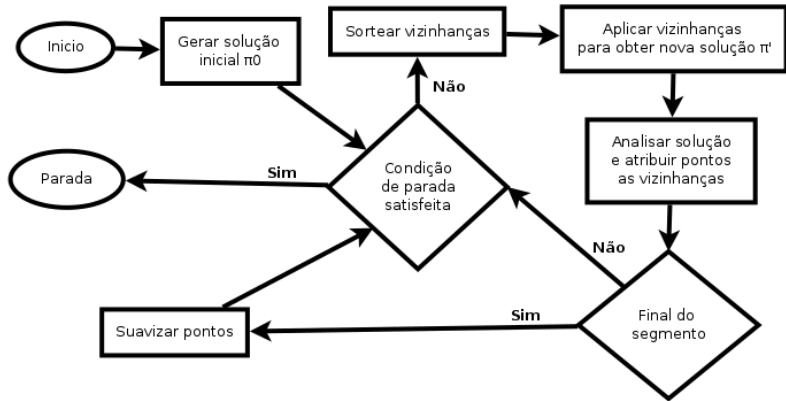 Inicio
Gerar solução
inicial π0
Sortear vizinhanças
Aplicar vizinhanças
para obter nova solução π'
Não
Analisar solução
e atribuir pontos
as vizinhanças
Condição
de parada
satisfeita
Sim
Parada
Não
Final do
segmento
Sim
Suavizar pontos